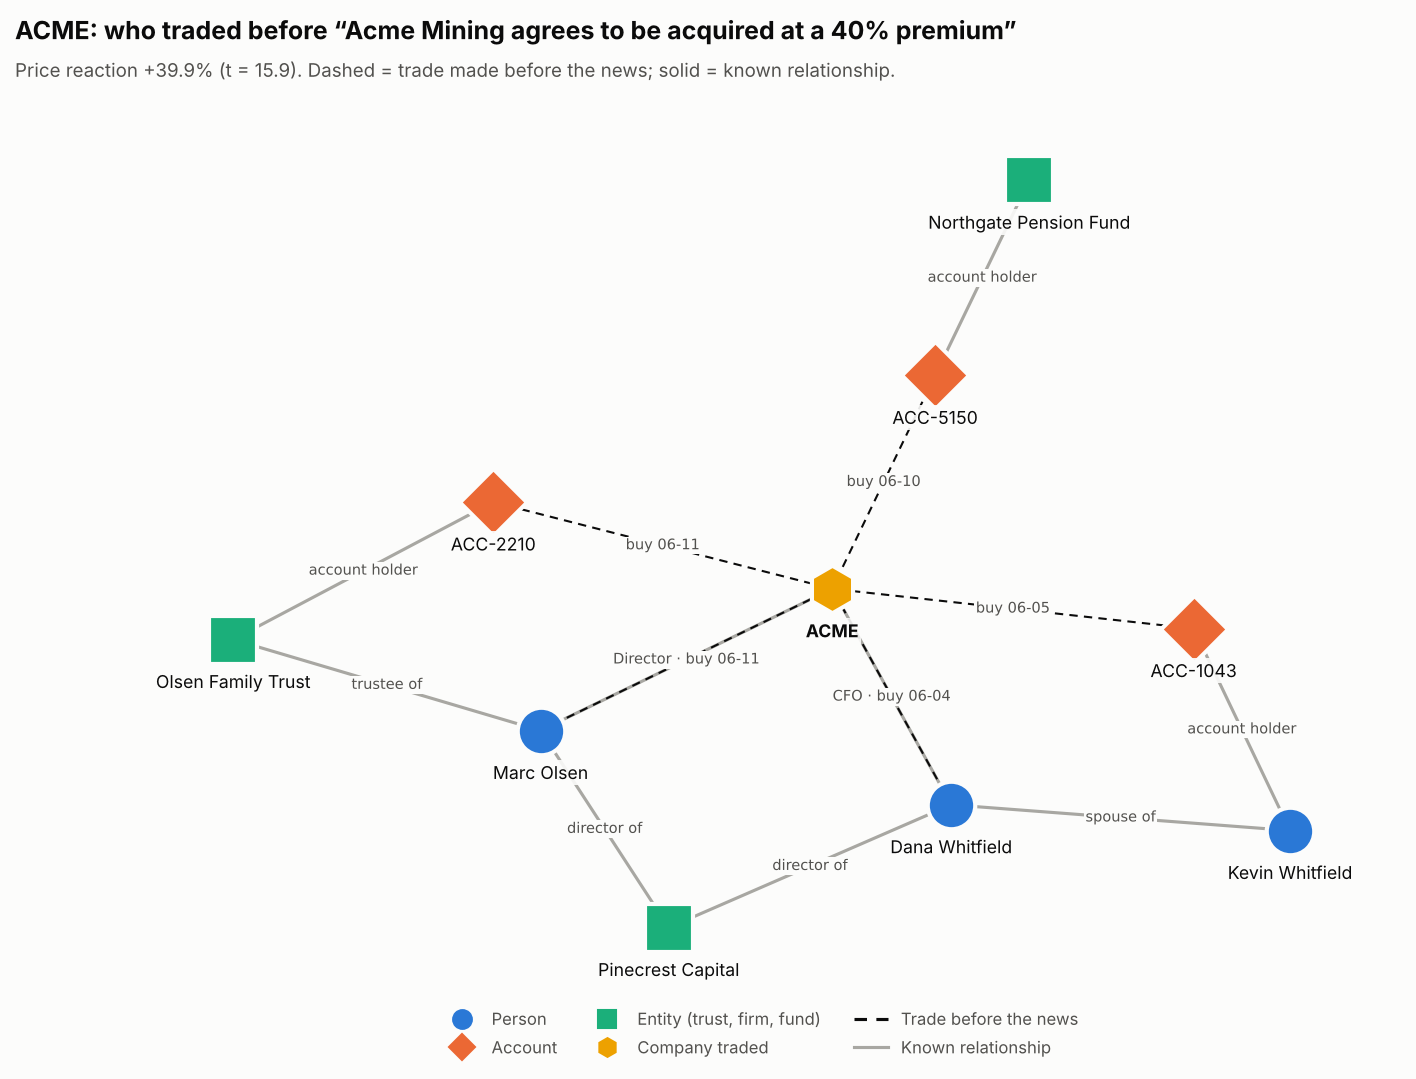 ACME: who traded before “Acme Mining agrees to be acquired at a 40% premium”
Price reaction +39.9% (t = 15.9). Dashed = trade made before the news; solid = known relationship.
Northgate Pension Fund
account holder
ACC-5150
buy 06-10
ACC-2210
buy 06-11
account holder
ACME
buy 06-05
ACC-1043
Olsen Family Trust
trustee of
Director · buy 06-11
CFO · buy 06-04
account holder
Marc Olsen
director of
Dana Whitfield
spouse of
Kevin Whitfield
director of
Pinecrest Capital
Person
Entity (trust, firm, fund)
Trade before the news
Account
Company traded
Known relationship